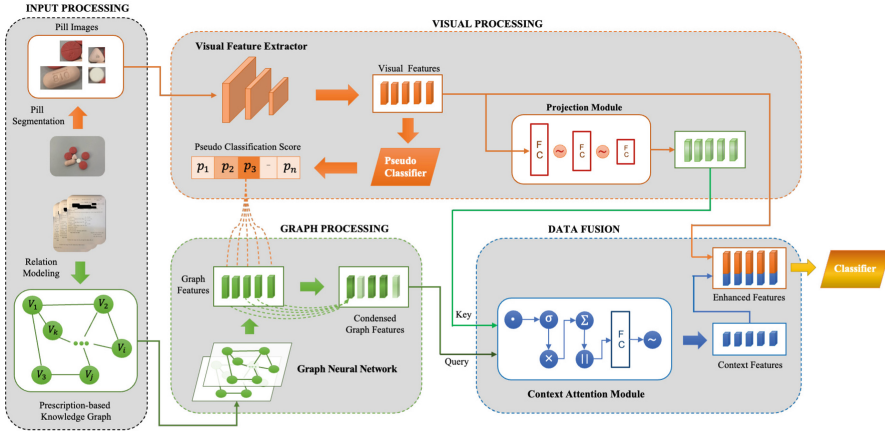 INPUT PROCESSING
Pill Images
Pill
Segmentation
Relation
Modeling
V1
V2
Vk
Vi
V3
Vj
Prescription-based
Knowledge Graph
VISUAL PROCESSING
Visual Feature Extractor
Visual Features
Projection Module
F
C
~
F
C
~
F
C
Pseudo Classification Score
p1
p2
p3
pn
Pseudo
Classifier
GRAPH PROCESSING
Graph
Features
Condensed
Graph Features
Graph Neural Network
DATA FUSION
Key
Query
σ
Σ
×
||
F
C
~
Context Attention Module
Enhanced Features
Context Features
Classifier